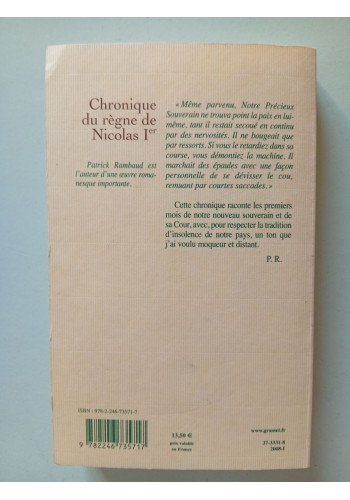 Chronique
du règne de
Nicolas Ier
Patrick Rambaud est
l'auteur d'une œuvre roma-
nesque importante.
« Même parvenu, Notre Précieux
Souverain ne trouva point la paix en lui-
même, tant il restait secoué en continu
par des nervosités. Il ne bougeait que
par ressorts. Si vous le retardiez dans sa
course, vous démontiez la machine. Il
marchait des épaules avec une façon
personnelle de se dévisser le cou,
remuant par courtes saccades. »
Cette chronique raconte les premiers
mois de notre nouveau souverain et de
sa Cour, avec, pour respecter la tradition
d'insolence de notre pays, un ton que
j'ai voulu moqueur et distant.
P. R.
ISBN : 978-2-246-73571-7
9 782246 735717
13,50 €
prix valable
en France
www.grasset.fr
37-3331-8
2008-I